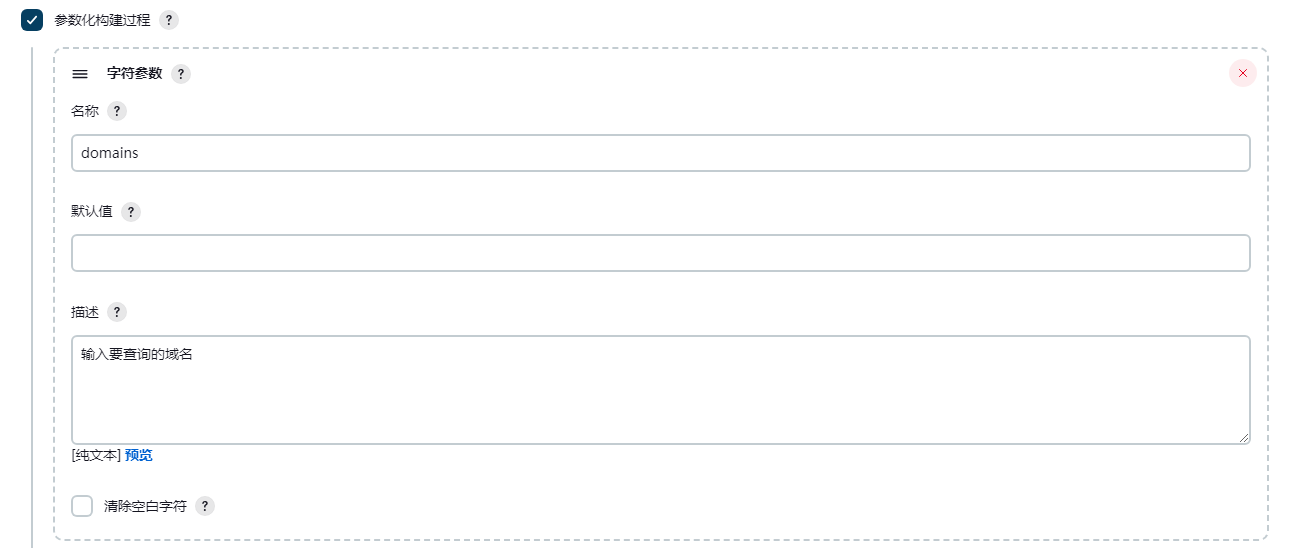 参数化构建过程 ?
字符参数 ?
名称 ?
domains
默认值 ?
描述 ?
输入要查询的域名
[纯文本] 预览
清除空白字符 ?